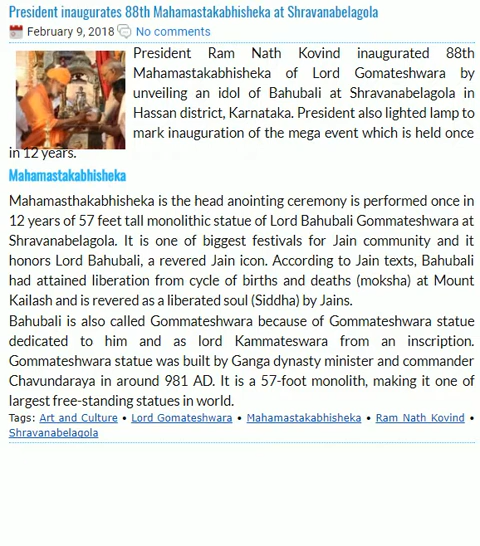 President inaugurates 88th Mahamastakabhisheka at Shravanabelagola
February 9, 2018 No comments
President Ram Nath Kovind inaugurated 88th
Mahamastakabhisheka of Lord Gomateshwara by
unveiling an idol of Bahubali at Shravanabelagola in
Hassan district, Karnataka. President also lighted lamp to
mark inauguration of the mega event which is held once
in 12 years.
Mahamastakabhisheka
Mahamasthakabhisheka is the head anointing ceremony is performed once in
12 years of 57 feet tall monolithic statue of Lord Bahubali Gommateshwara at
Shravanabelagola. It is one of biggest festivals for Jain community and it
honors Lord Bahubali, a revered Jain icon. According to Jain texts, Bahubali
had attained liberation from cycle of births and deaths (moksha) at Mount
Kailash and is revered as a liberated soul (Siddha) by Jains.
Bahubali is also called Gommateshwara because of Gommateshwara statue
dedicated to him and as lord Kammateswara from an inscription.
Gommateshwara statue was built by Ganga dynasty minister and commander
Chavundaraya in around 981 AD. It is a 57-foot monolith, making it one of
largest free-standing statues in world.
Tags: Art and Culture • Lord Gomateshwara • Mahamastakabhisheka • Ram Nath Kovind •
Shravanabelagola